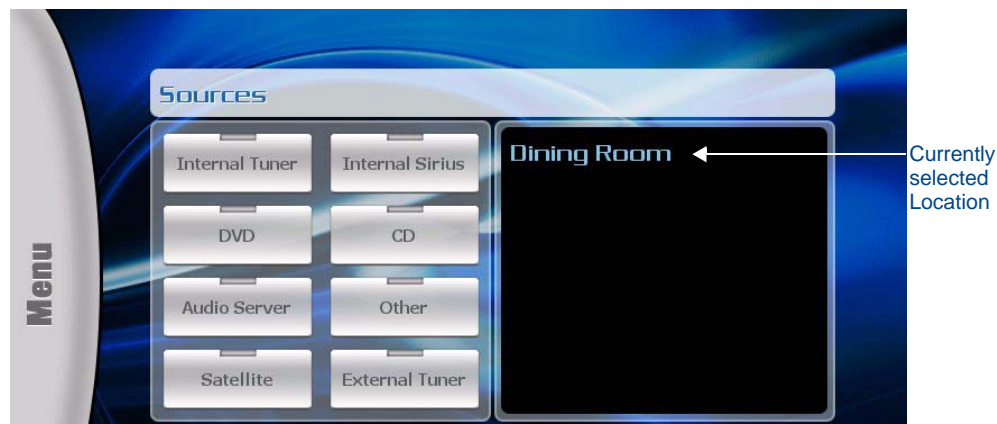 Sources
Internal Tuner
Internal Sirius
Dining Room
Currently
selected
Location
DVD
CD
Menu
Audio Server
Other
Satellite
External Tuner